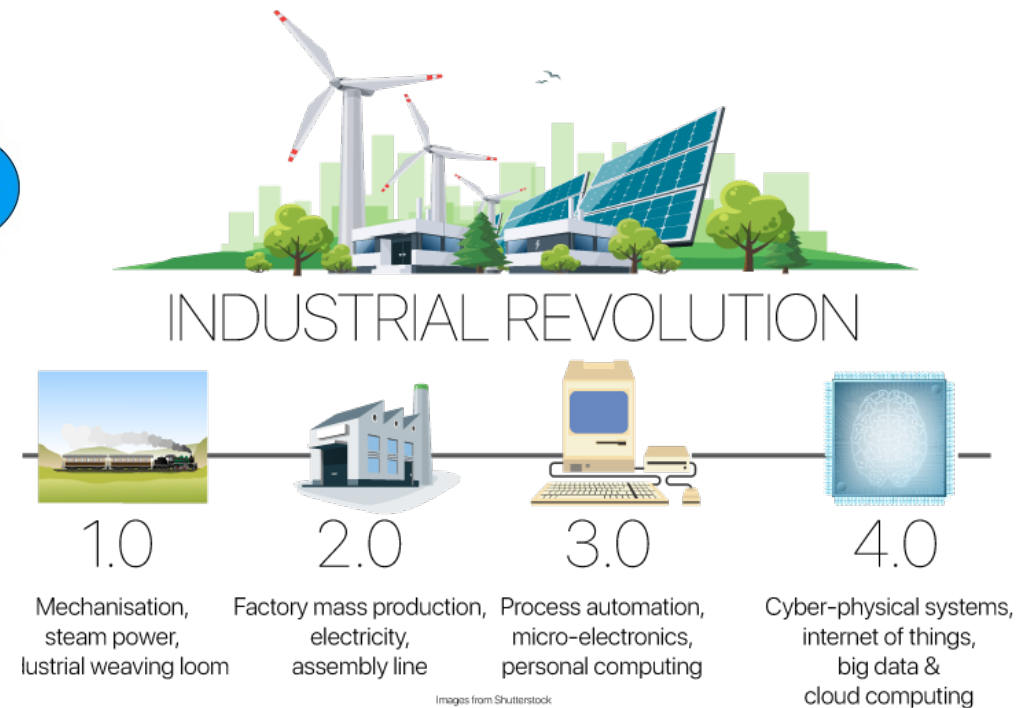 INDUSTRIAL REVOLUTION
1.0
Mechanisation,
steam power,
lustrial weaving loom
2.0
Factory mass production,
electricity,
assembly line
3.0
Process automation,
micro-electronics,
personal computing
4.0
Cyber-physical systems,
internet of things,
big data &
cloud computing
Images from Shutterstock